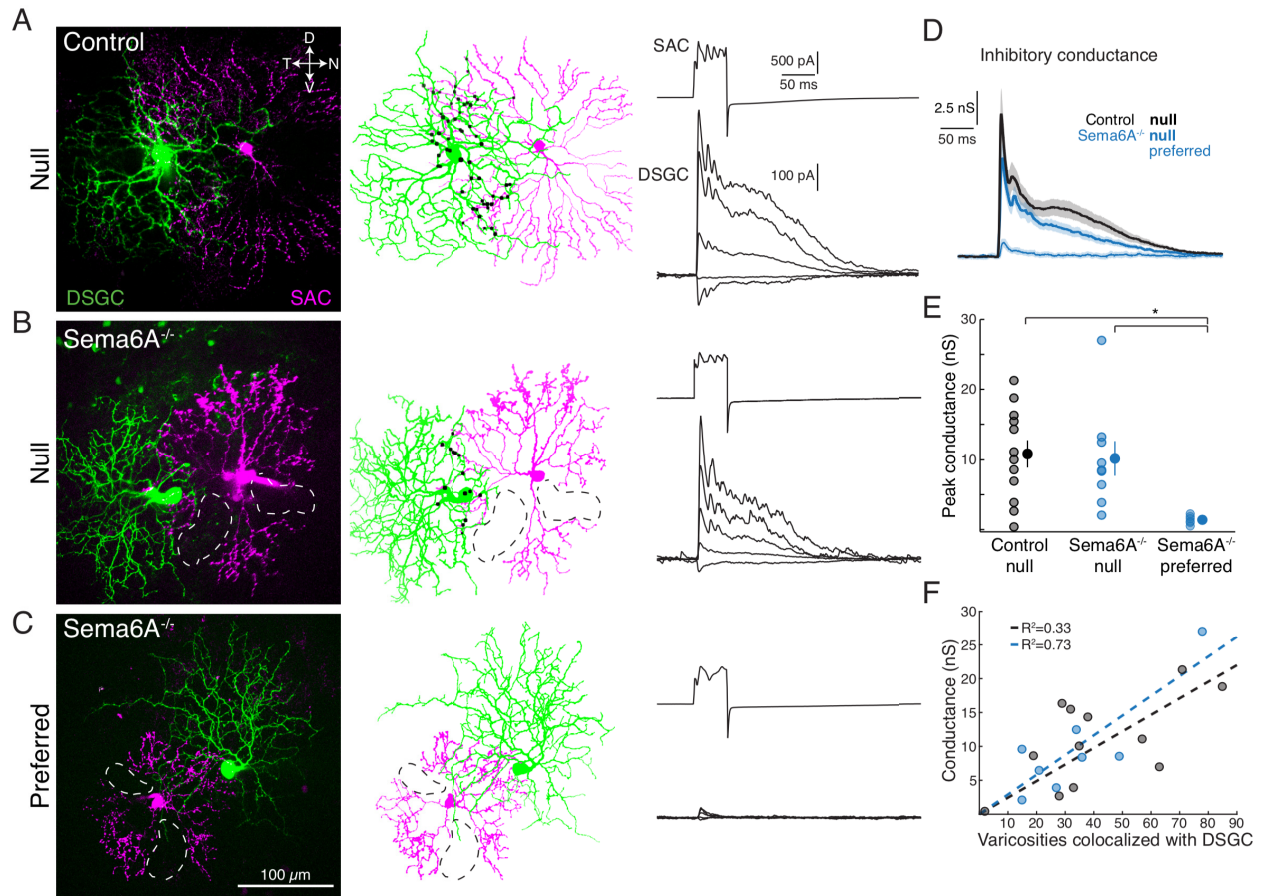 A
Control
D
T
N
V
Null
DSGC
SAC
SAC
500 pA
50 ms
DSGC
100 pA
B
Sema6A-/-
Null
C
Sema6A-/-
Preferred
100 µm
D
Inhibitory conductance
2.5 nS
50 ms
Control null
Sema6A-/- null
preferred
E
Peak conductance (nS)
30
20
10
*
Control null
Sema6A-/- null
Sema6A-/- preferred
F
Conductance (nS)
30
25
20
15
10
5
R²=0.33
R²=0.73
10 20 30 40 50 60 70 80 90
Varicosities colocalized with DSGC